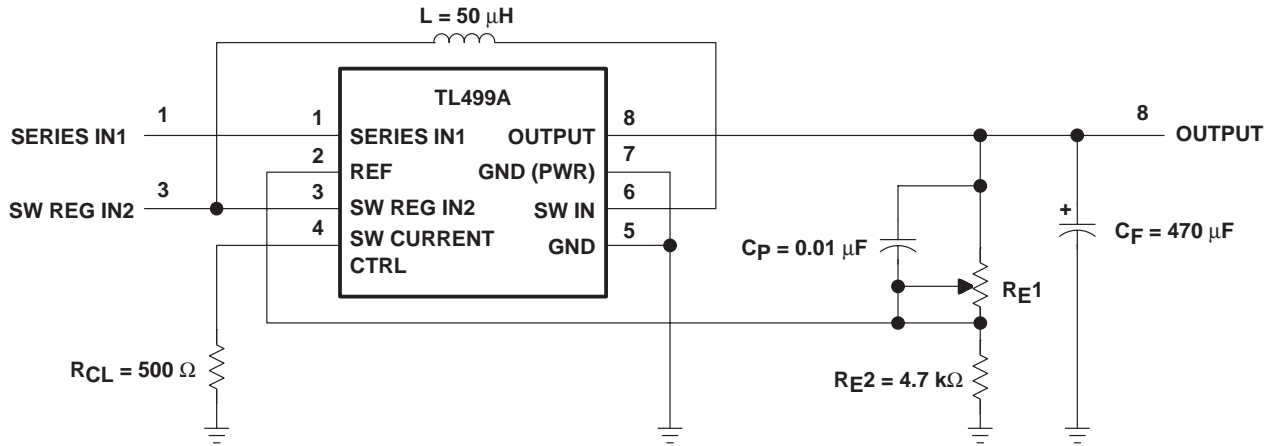 L = 50 μH
TL499A
SERIES IN1 1 1 SERIES IN1 OUTPUT 8 8 OUTPUT
2 REF GND (PWR) 7
SW REG IN2 3 3 SW REG IN2 SW IN 6
4 SW CURRENT CTRL GND 5
CP = 0.01 μF
+
CF = 470 μF
RE1
RCL = 500 Ω
RE2 = 4.7 kΩ